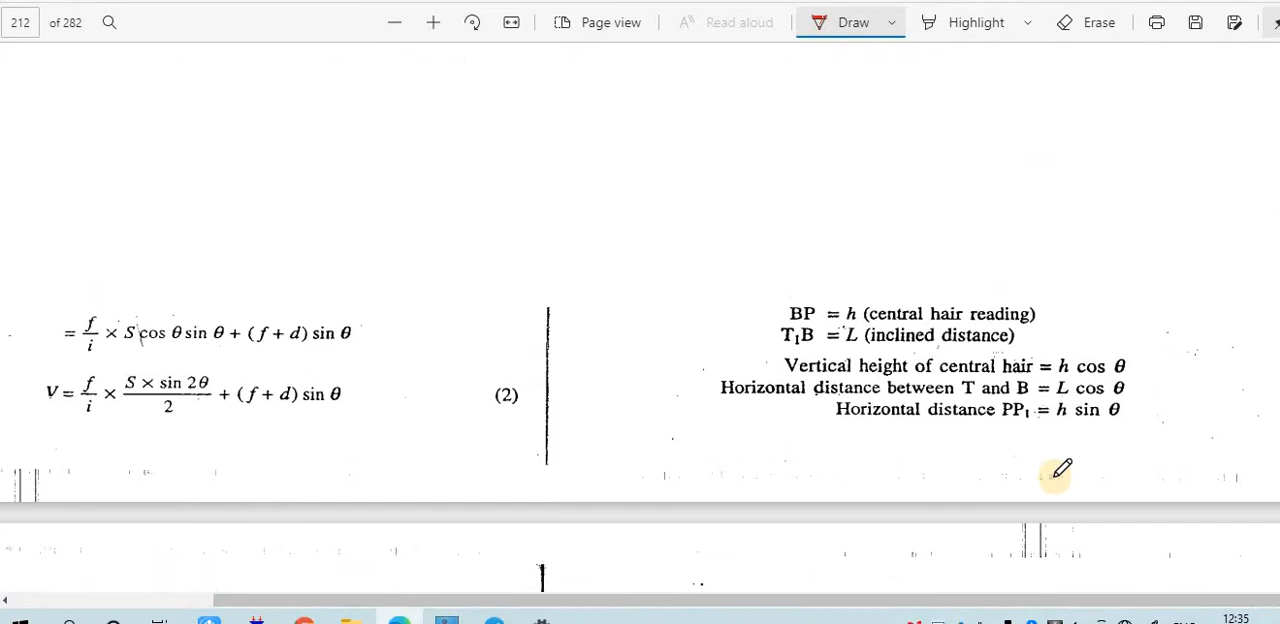 212 of 282 Page view Read aloud Draw Highlight Erase
= f/i × S cos θ sin θ + (f + d) sin θ
V = f/i × S × sin 2θ/2 + (f + d) sin θ (2)
BP = h (central hair reading)
T₁B = L (inclined distance)
Vertical height of central hair = h cos θ
Horizontal distance between T and B = L cos θ
Horizontal distance PP₁ = h sin θ
12:35